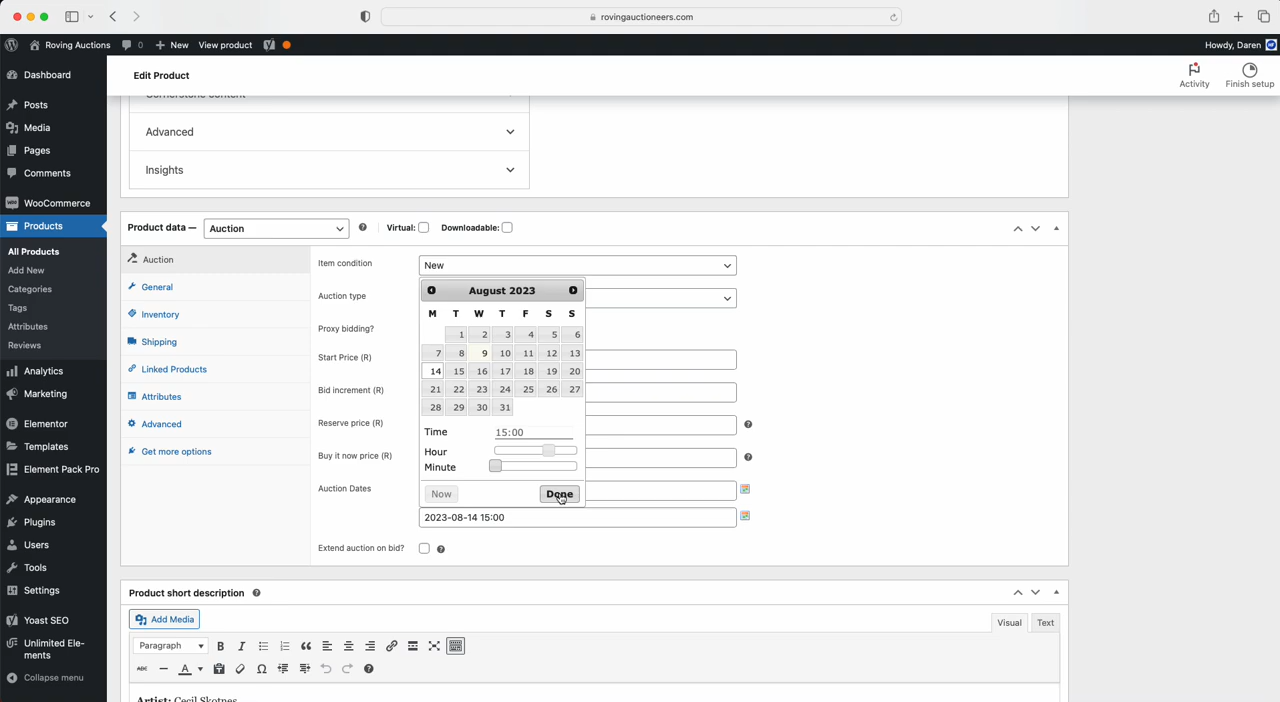 rovingauctioneers.com
Roving Auctions 0 New View product Howdy, Daren
Edit Product
Activity
Finish setup
Dashboard
Posts
Media
Pages
Comments
WooCommerce
Products
All Products
Add New
Categories
Tags
Attributes
Reviews
Analytics
Marketing
Elementor
Templates
Element Pack Pro
Appearance
Plugins
Users
Tools
Settings
Yoast SEO
Unlimited Ele-
ments
Collapse menu
Cornerstone content
Advanced
Insights
Product data — Auction Virtual: Downloadable:
Auction
General
Inventory
Shipping
Linked Products
Attributes
Advanced
Get more options
Item condition New
Auction type
Proxy bidding?
Start Price (R)
Bid increment (R)
Reserve price (R)
Buy it now price (R)
Auction Dates
August 2023
M T W T F S S
1 2 3 4 5 6
7 8 9 10 11 12 13
14 15 16 17 18 19 20
21 22 23 24 25 26 27
28 29 30 31
Time 15:00
Hour
Minute
Now Done
2023-08-14 15:00
Extend auction on bid?
Product short description
Add Media
Visual Text
Paragraph B I
ABC A Ω
Artist: Cecil Skotnes